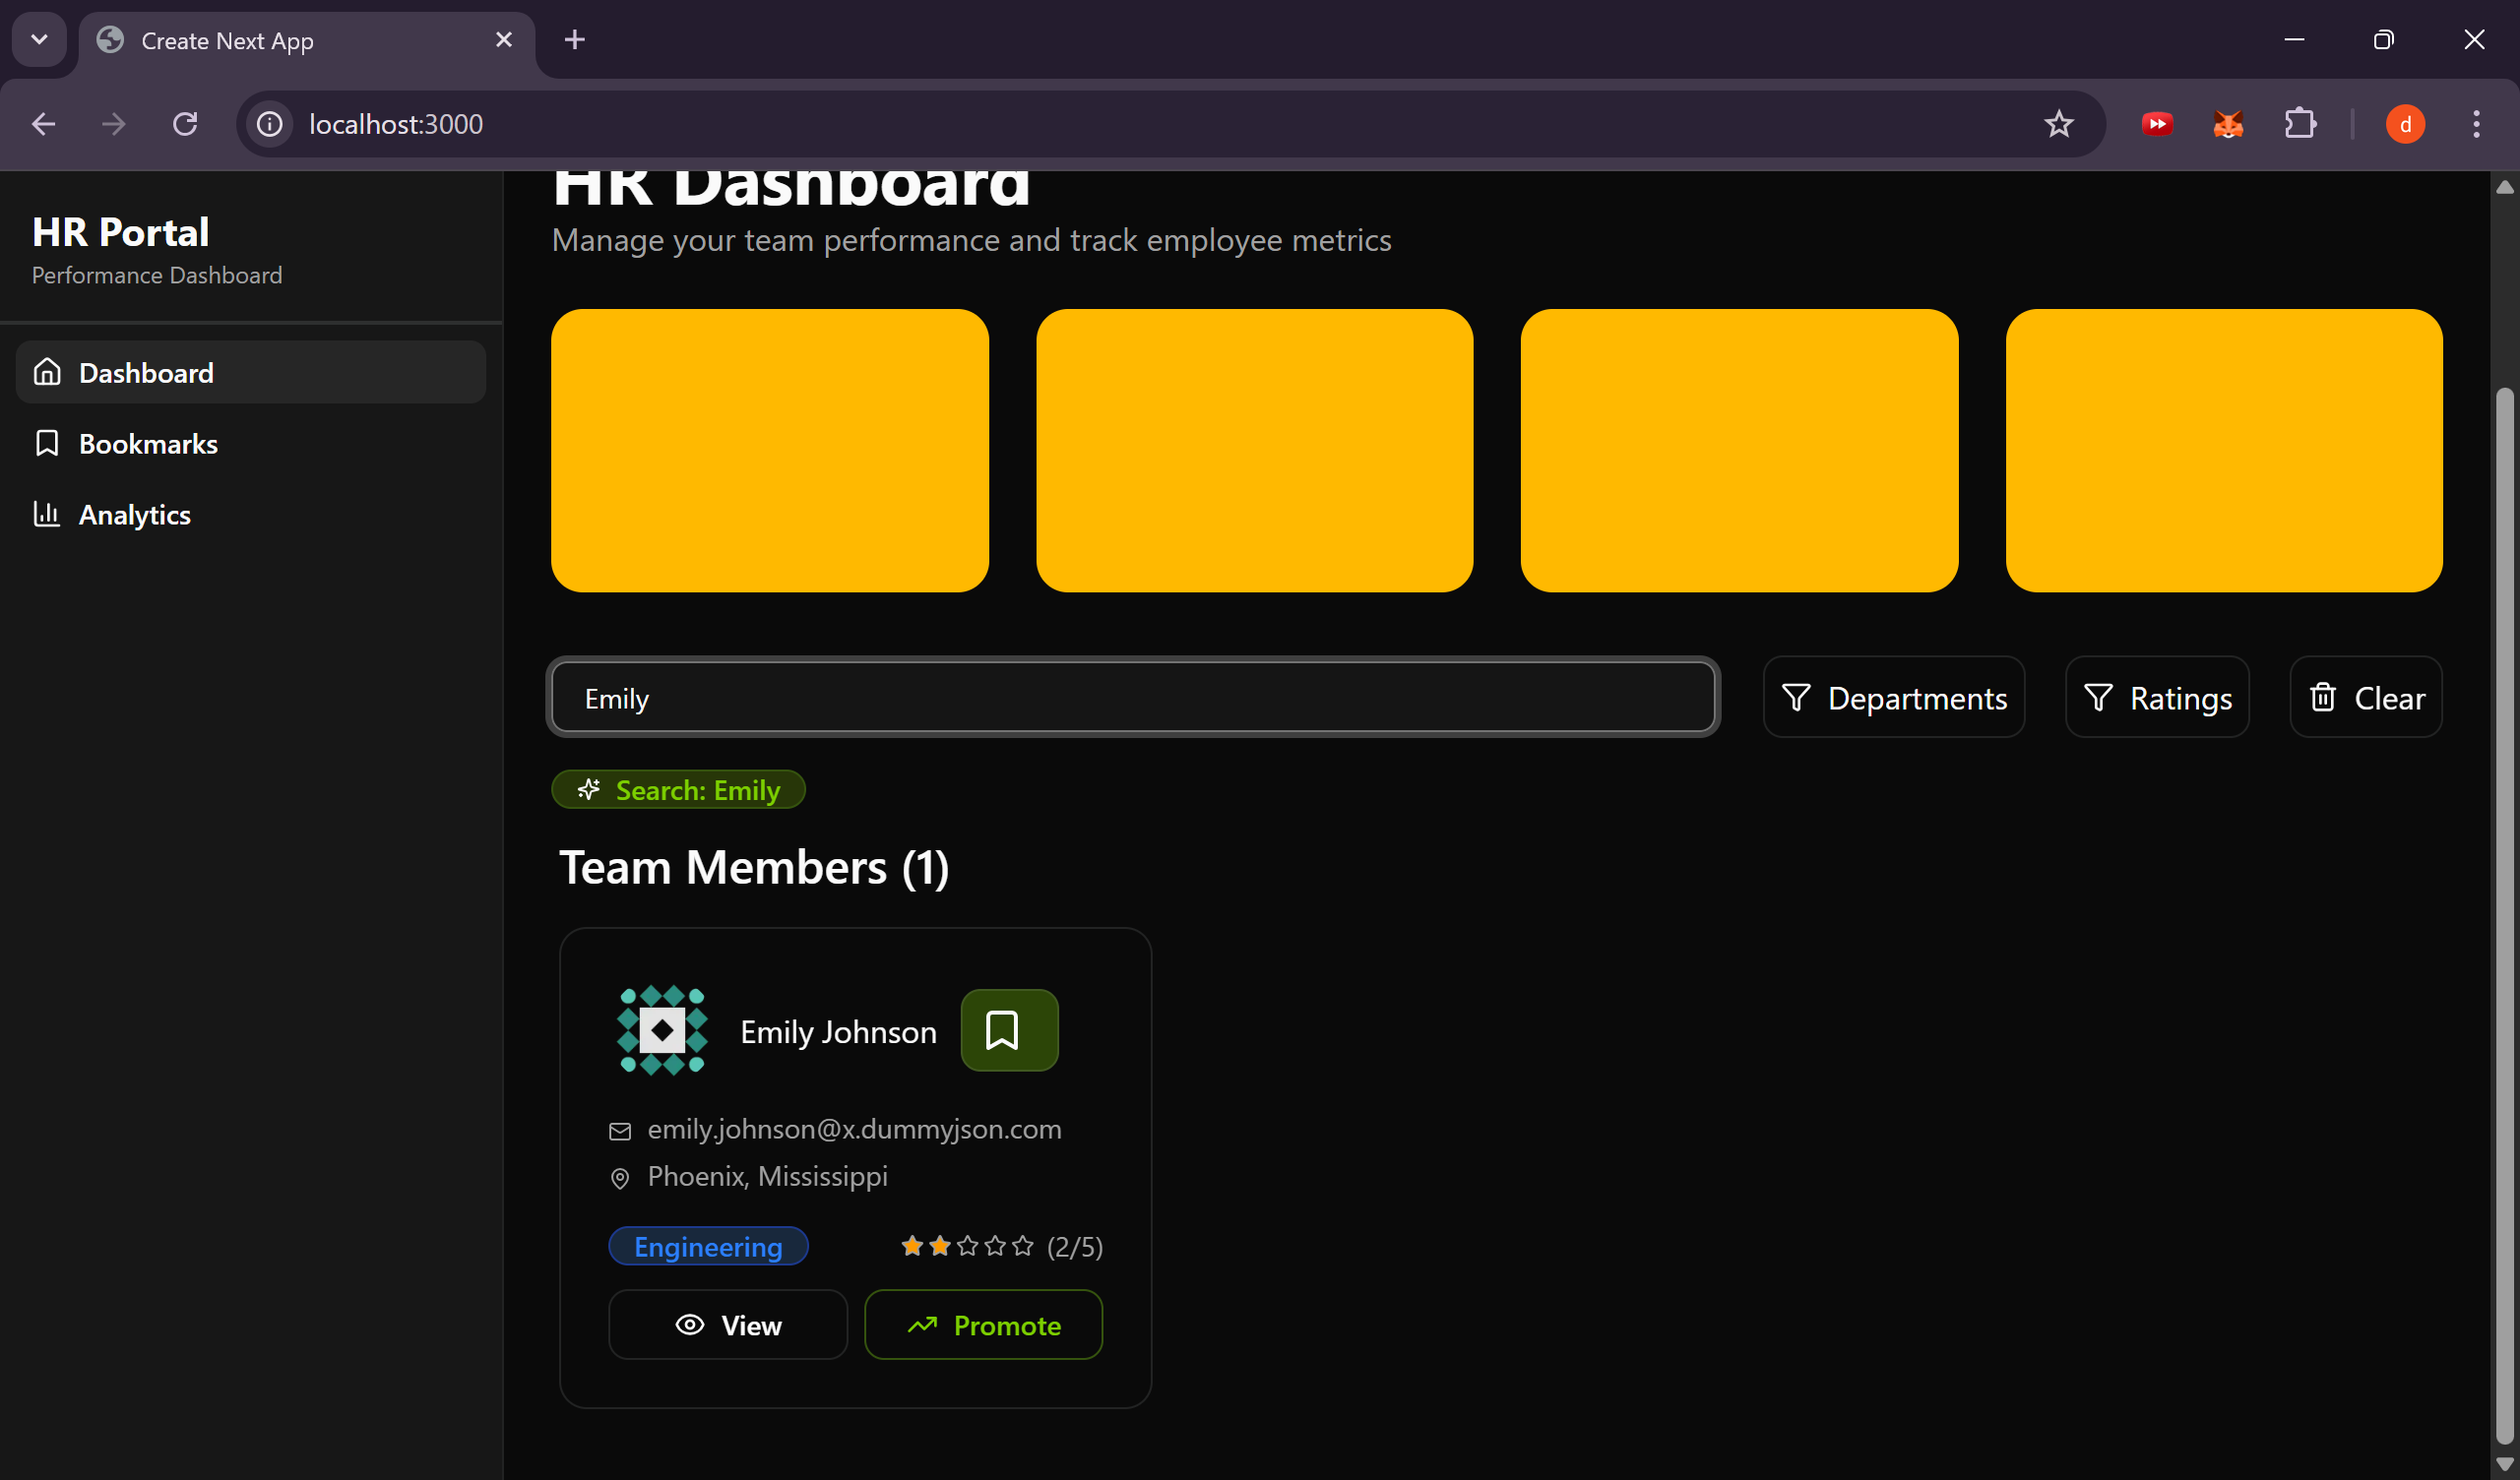 Create Next App
localhost:3000
d
HR Portal
Performance Dashboard
Dashboard
Bookmarks
Analytics
HR Dashboard
Manage your team performance and track employee metrics
Emily
Departments
Ratings
Clear
Search: Emily
Team Members (1)
Emily Johnson
emily.johnson@x.dummyjson.com
Phoenix, Mississippi
Engineering
(2/5)
View
Promote